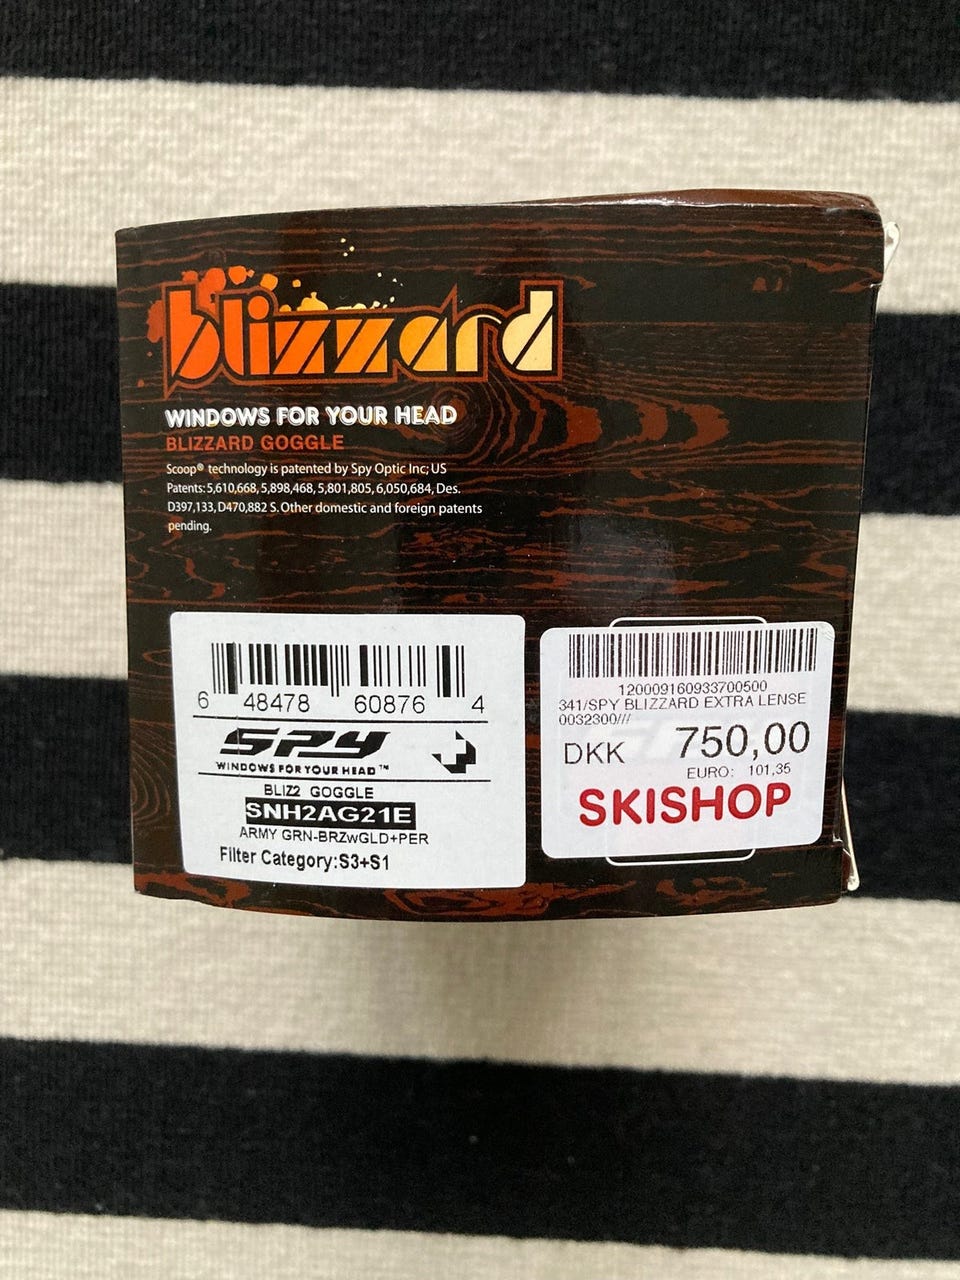 blizzard
WINDOWS FOR YOUR HEAD
BLIZZARD GOGGLE
Scoop® technology is patented by Spy Optic Inc; US
Patents: 5,610,668, 5,898,468, 5,801,805, 6,050,684, Des.
D397,133, D470,882 S. Other domestic and foreign patents
pending.
6 48478 60876 4
SPY
WINDOWS FOR YOUR HEAD™
BLIZ2 GOGGLE
SNH2AG21E
ARMY GRN-BRZwGLD+PER
Filter Category:S3+S1
120009160933700500
341/SPY BLIZZARD EXTRA LENSE
0032300///
DKK 750,00
EURO: 101,35
SKISHOP